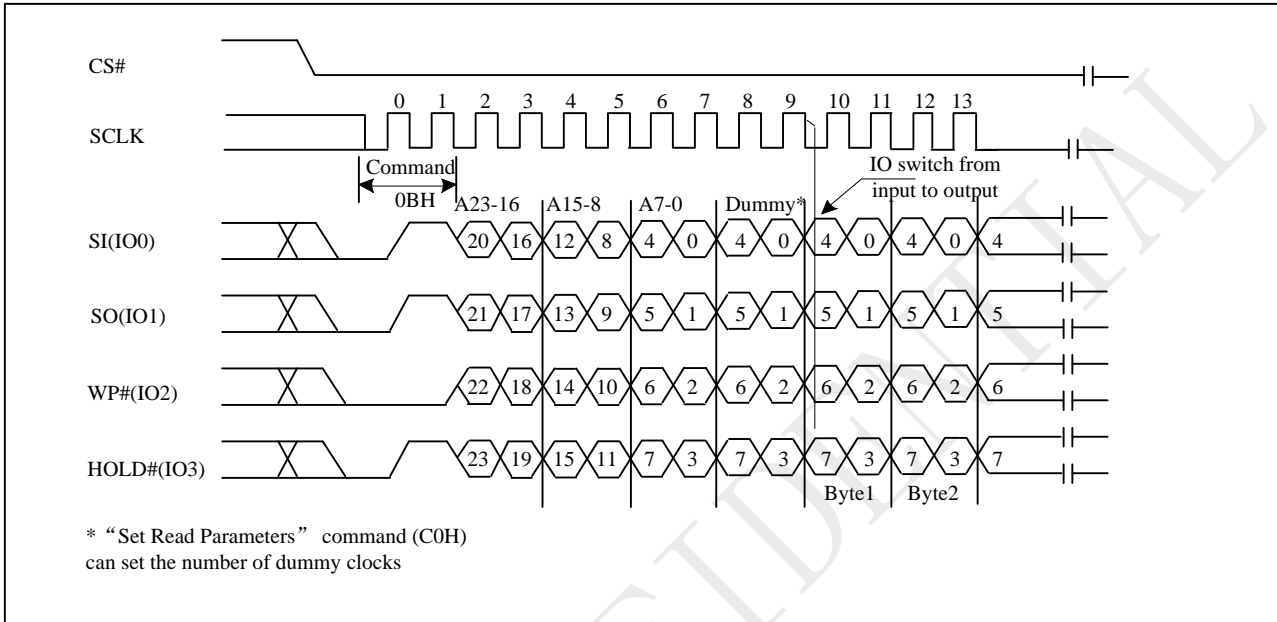 CS#
0 1 2 3 4 5 6 7 8 9 10 11 12 13
SCLK
Command
IO switch from
0BH
input to output
A23-16 A15-8 A7-0 Dummy*
SI(IO0) 20 16 12 8 4 0 4 0 4 0 4 0 4
SO(IO1) 21 17 13 9 5 1 5 1 5 1 5 1 5
WP#(IO2) 22 18 14 10 6 2 6 2 6 2 6 2 6
HOLD#(IO3) 23 19 15 11 7 3 7 3 7 3 7 3 7
Byte1 Byte2
* “Set Read Parameters” command (C0H)
can set the number of dummy clocks